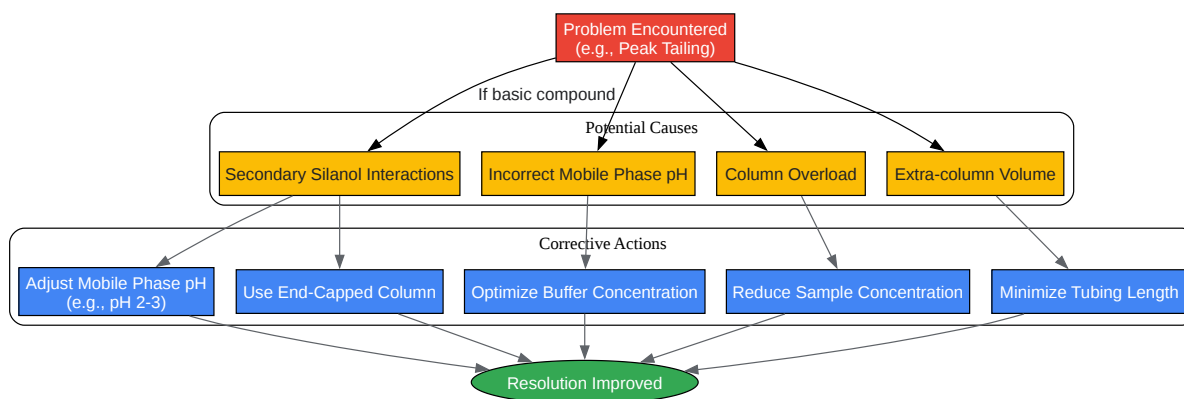 Problem Encountered
(e.g., Peak Tailing)
If basic compound
Potential Causes
Secondary Silanol Interactions
Incorrect Mobile Phase pH
Column Overload
Extra-column Volume
Corrective Actions
Adjust Mobile Phase pH
(e.g., pH 2-3)
Use End-Capped Column
Optimize Buffer Concentration
Reduce Sample Concentration
Minimize Tubing Length
Resolution Improved